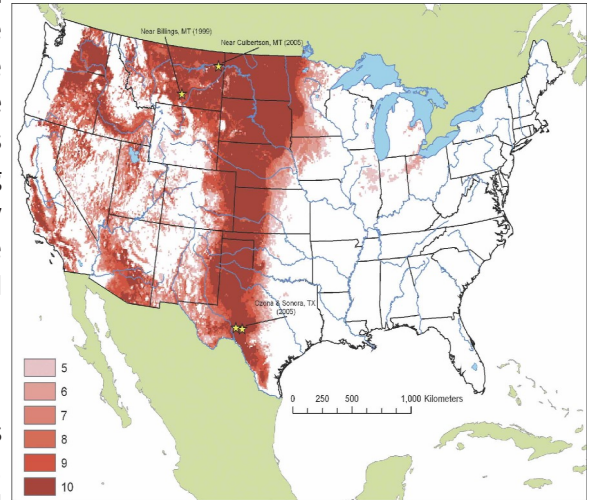 Near Billings, MT (1999)
Near Culbertson, MT (2005)
Ozona & Sonora, TX
(2005)
5
6
7
8
9
10
0 250 500 1,000 Kilometers